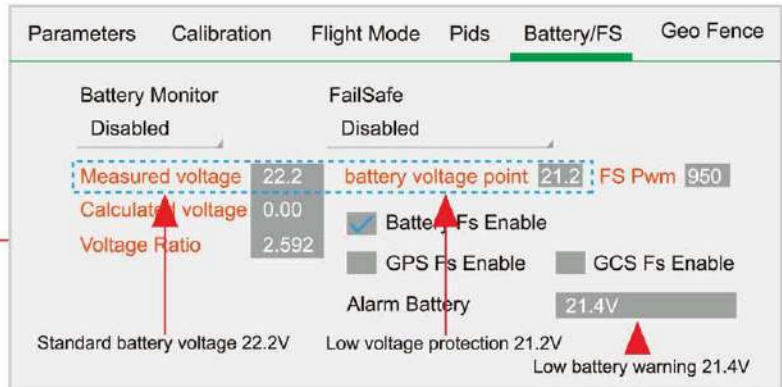 Parameters Calibration Flight Mode Pids Battery/FS Geo Fence
Battery Monitor FailSafe
Disabled Disabled
Measured voltage 22.2 battery voltage point 21.2 FS Pwm 950
Calculated voltage 0.00 Battery Fs Enable
Voltage Ratio 2.592 GPS Fs Enable GCS Fs Enable
Alarm Battery 21.4V
Standard battery voltage 22.2V Low voltage protection 21.2V
Low battery warning 21.4V